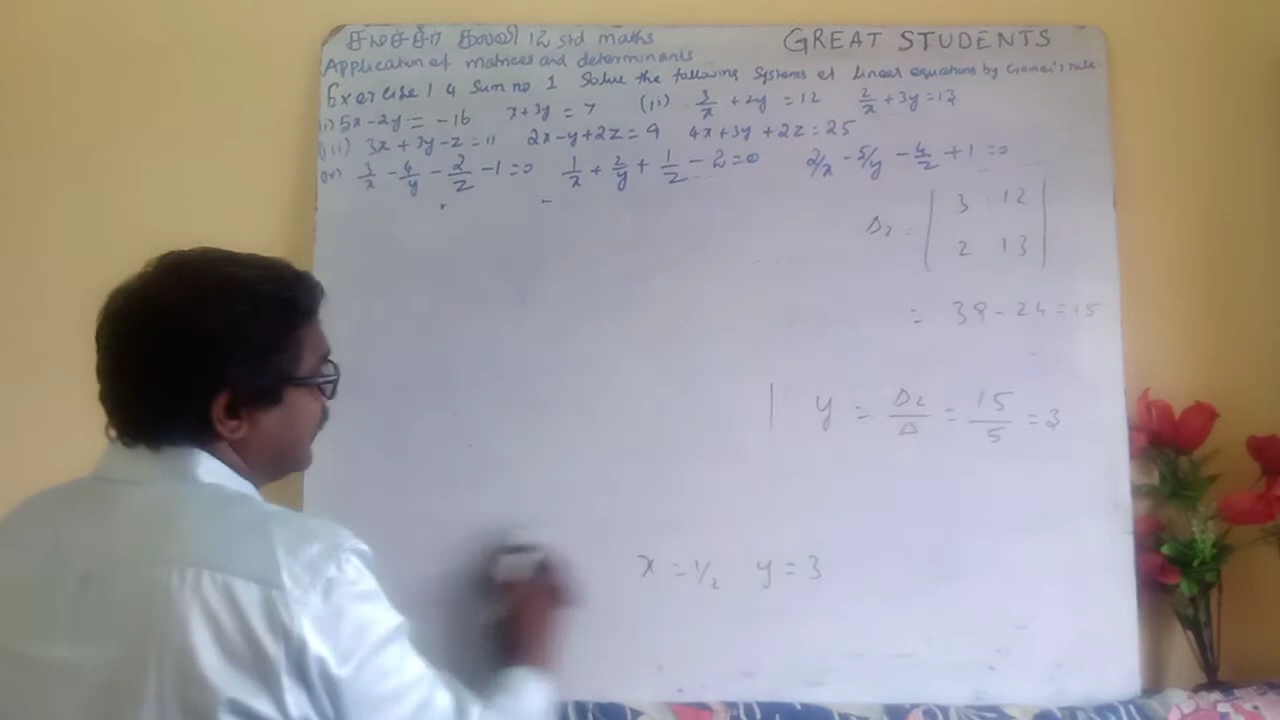 சமச்சீர் கல்வி 12 std maths GREAT STUDENTS
Application of matrices and determinants
Exercise 1 4 Sum no 1 Solve the following Systems of linear equations by Cramer's rule
(i) 5x - 2y = -16 x + 3y = 7 (ii) 3/x + 2y = 12 2/x + 3y = 13
(iii) 3x + 3y - z = 11 2x - y + 2z = 9 4x + 3y + 2z = 25
(iv) 3/x - 4/y - 2/z - 1 = 0 1/x + 2/y + 1/z - 2 = 0 2/x - 5/y - 4/z + 1 = 0
Δ2 = | 3 12 |
| 2 13 |
= 39 - 24 = 15
| y = Δ2/Δ = 15/5 = 3
x = 1/2 y = 3